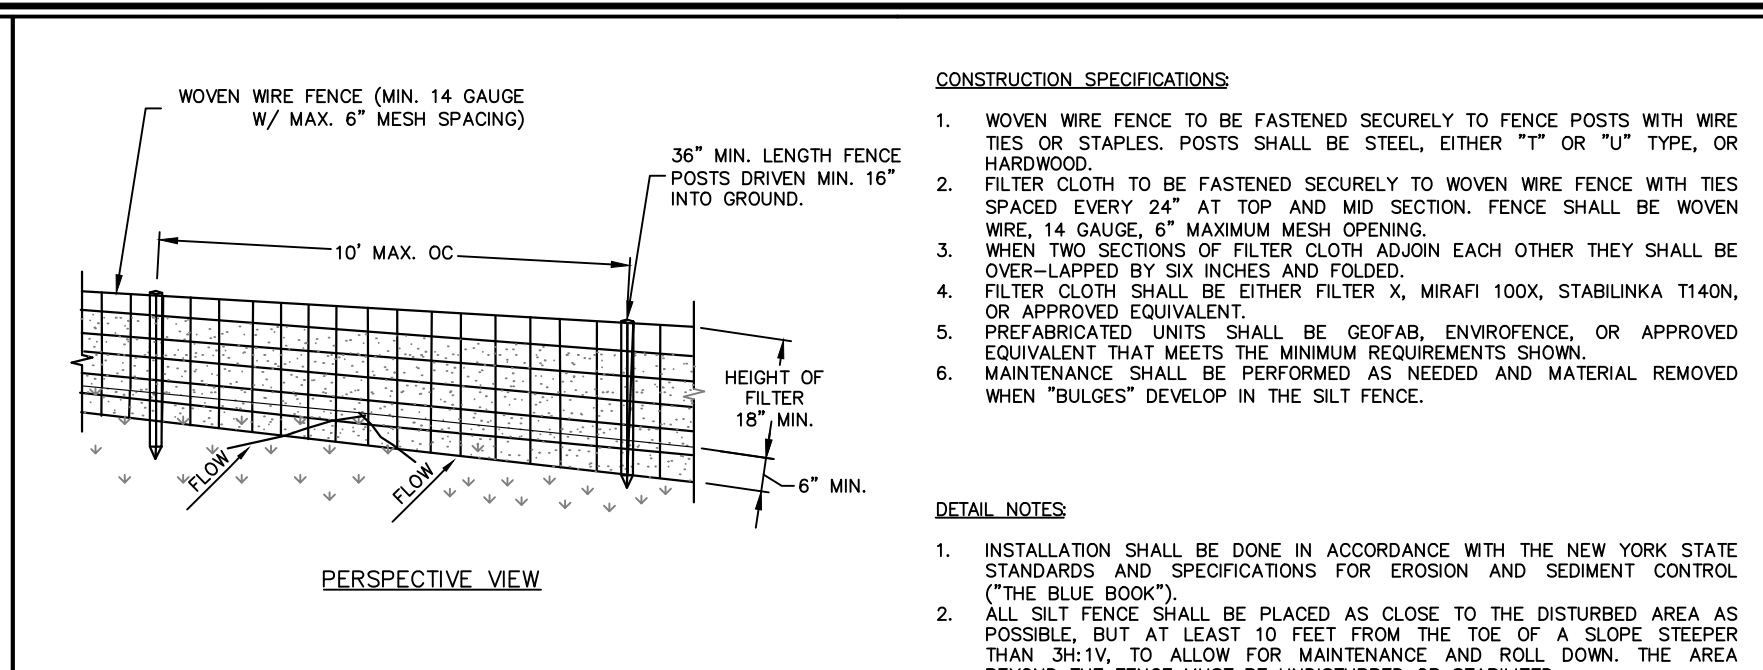 WOVEN WIRE FENCE (MIN. 14 GAUGE
W/ MAX. 6" MESH SPACING)
36" MIN. LENGTH FENCE
POSTS DRIVEN MIN. 16"
INTO GROUND.
10' MAX. OC
HEIGHT OF
FILTER
18" MIN.
6" MIN.
FLOW
FLOW
PERSPECTIVE VIEW
CONSTRUCTION SPECIFICATIONS:
1. WOVEN WIRE FENCE TO BE FASTENED SECURELY TO FENCE POSTS WITH WIRE
TIES OR STAPLES. POSTS SHALL BE STEEL, EITHER "T" OR "U" TYPE, OR
HARDWOOD.
2. FILTER CLOTH TO BE FASTENED SECURELY TO WOVEN WIRE FENCE WITH TIES
SPACED EVERY 24" AT TOP AND MID SECTION. FENCE SHALL BE WOVEN
WIRE, 14 GAUGE, 6" MAXIMUM MESH OPENING.
3. WHEN TWO SECTIONS OF FILTER CLOTH ADJOIN EACH OTHER THEY SHALL BE
OVER-LAPPED BY SIX INCHES AND FOLDED.
4. FILTER CLOTH SHALL BE EITHER FILTER X, MIRAFI 100X, STABILINKA T140N,
OR APPROVED EQUIVALENT.
5. PREFABRICATED UNITS SHALL BE GEOFAB, ENVIROFENCE, OR APPROVED
EQUIVALENT THAT MEETS THE MINIMUM REQUIREMENTS SHOWN.
6. MAINTENANCE SHALL BE PERFORMED AS NEEDED AND MATERIAL REMOVED
WHEN "BULGES" DEVELOP IN THE SILT FENCE.
DETAIL NOTES:
1. INSTALLATION SHALL BE DONE IN ACCORDANCE WITH THE NEW YORK STATE
STANDARDS AND SPECIFICATIONS FOR EROSION AND SEDIMENT CONTROL
("THE BLUE BOOK").
2. ALL SILT FENCE SHALL BE PLACED AS CLOSE TO THE DISTURBED AREA AS
POSSIBLE, BUT AT LEAST 10 FEET FROM THE TOE OF A SLOPE STEEPER
THAN 3H:1V, TO ALLOW FOR MAINTENANCE AND ROLL DOWN. THE AREA